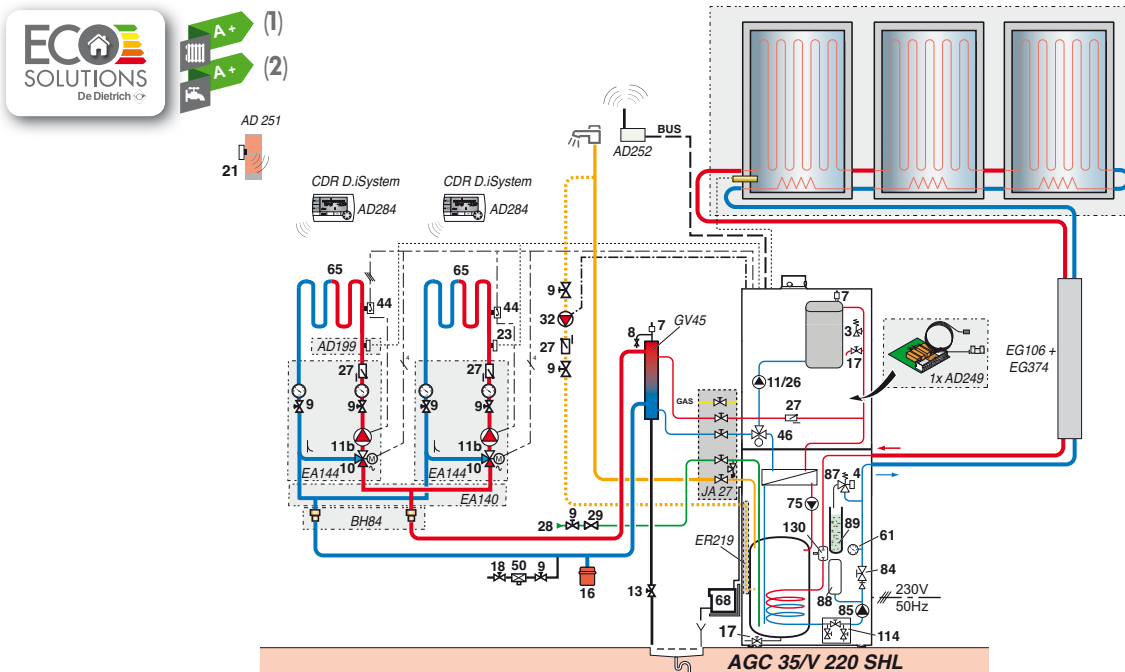 ECO
SOLUTIONS
De Dietrich
A+
(1)
A+
(2)
AD 251
21
CDR D.iSystem
AD284
CDR D.iSystem
AD284
BUS
AD252
65
44
65
44
AD199
23
27
27
9
9
9
9
11b
11b
10
10
M
M
4
4
EA144
EA144
EA140
BH84
9
32
27
9
8
7
GV45
GAS
JA 27
28
9
29
18
50
9
16
13
ER219
68
17
7
3
17
11/26
27
46
1x AD249
EG106 +
EG374
87
4
75
130
89
61
88
84
85
114
230V
50Hz
AGC 35/V 220 SHL